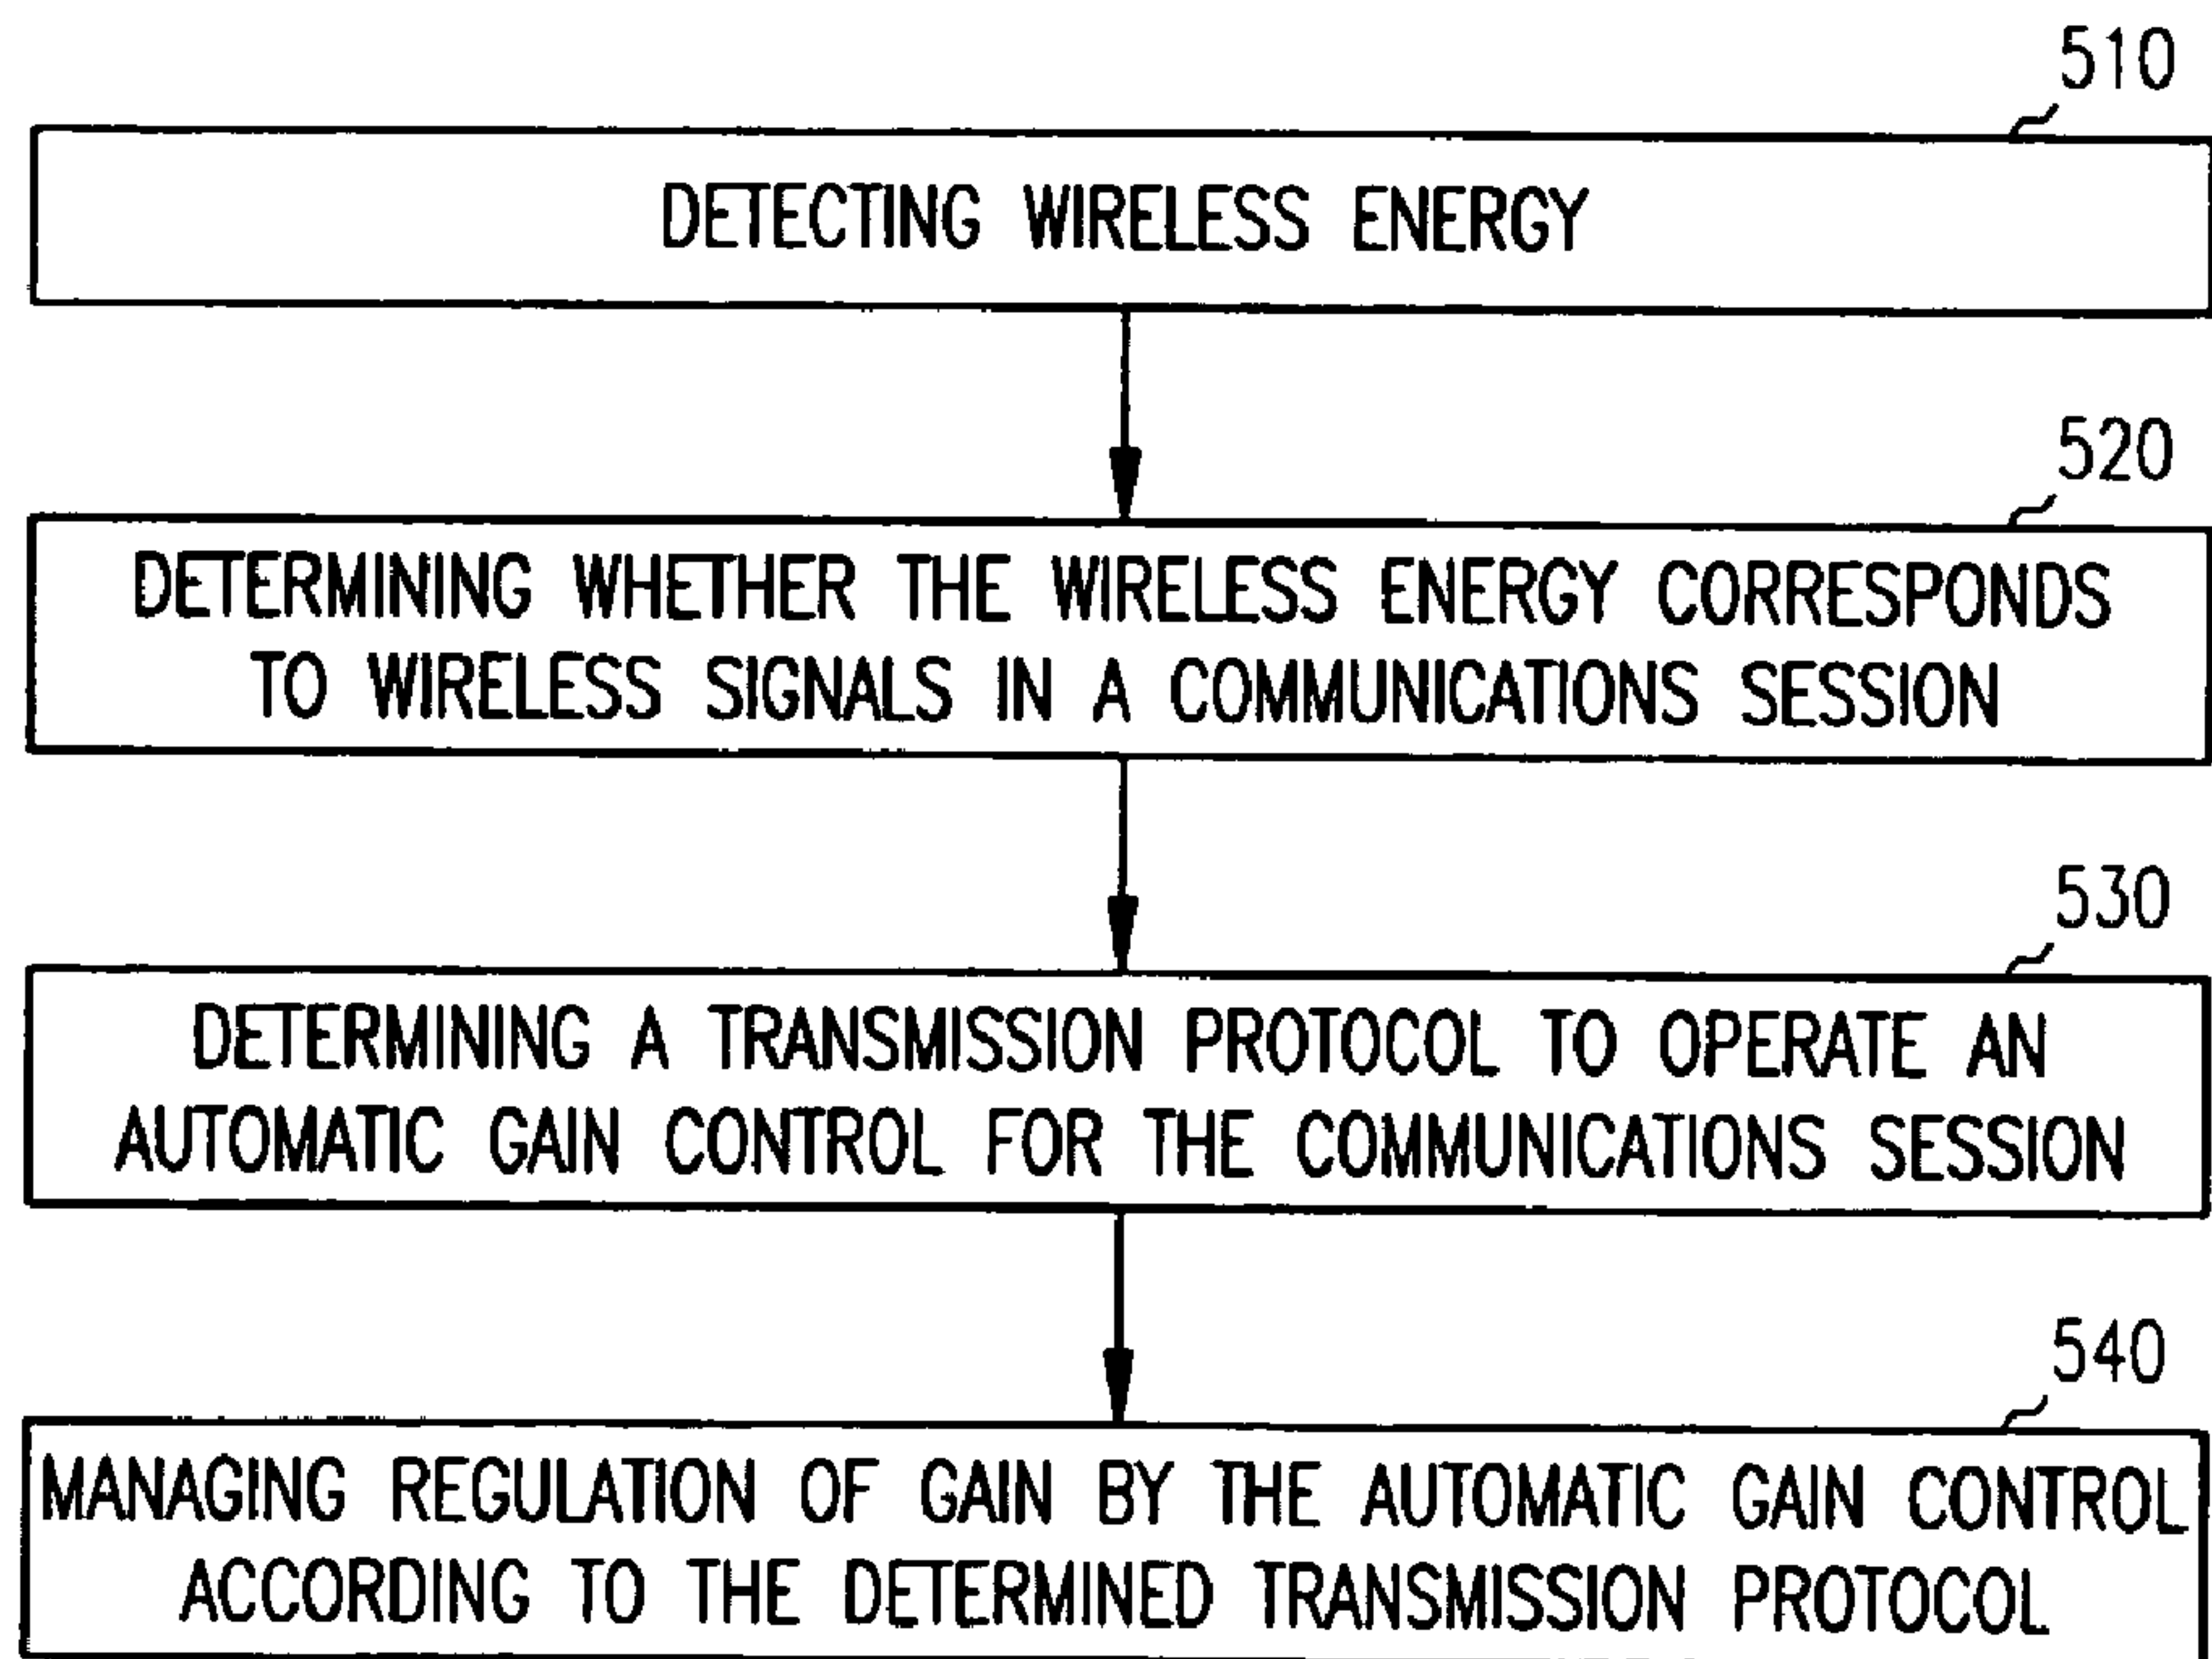 510
DETECTING WIRELESS ENERGY
520
DETERMINING WHETHER THE WIRELESS ENERGY CORRESPONDS
TO WIRELESS SIGNALS IN A COMMUNICATIONS SESSION
530
DETERMINING A TRANSMISSION PROTOCOL TO OPERATE AN
AUTOMATIC GAIN CONTROL FOR THE COMMUNICATIONS SESSION
540
MANAGING REGULATION OF GAIN BY THE AUTOMATIC GAIN CONTROL
ACCORDING TO THE DETERMINED TRANSMISSION PROTOCOL